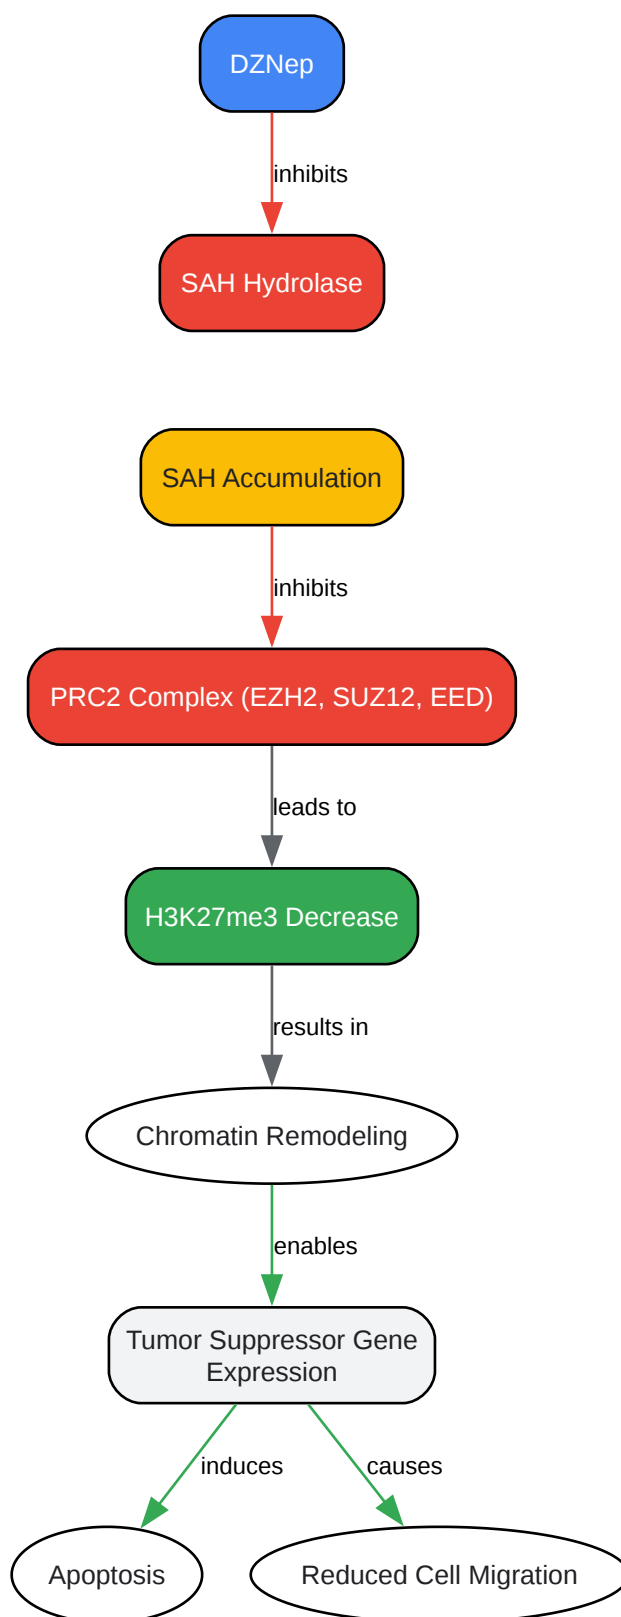 DZNep
inhibits
SAH Hydrolase
SAH Accumulation
inhibits
PRC2 Complex (EZH2, SUZ12, EED)
leads to
H3K27me3 Decrease
results in
Chromatin Remodeling
enables
Tumor Suppressor Gene
Expression
induces
causes
Apoptosis
Reduced Cell Migration